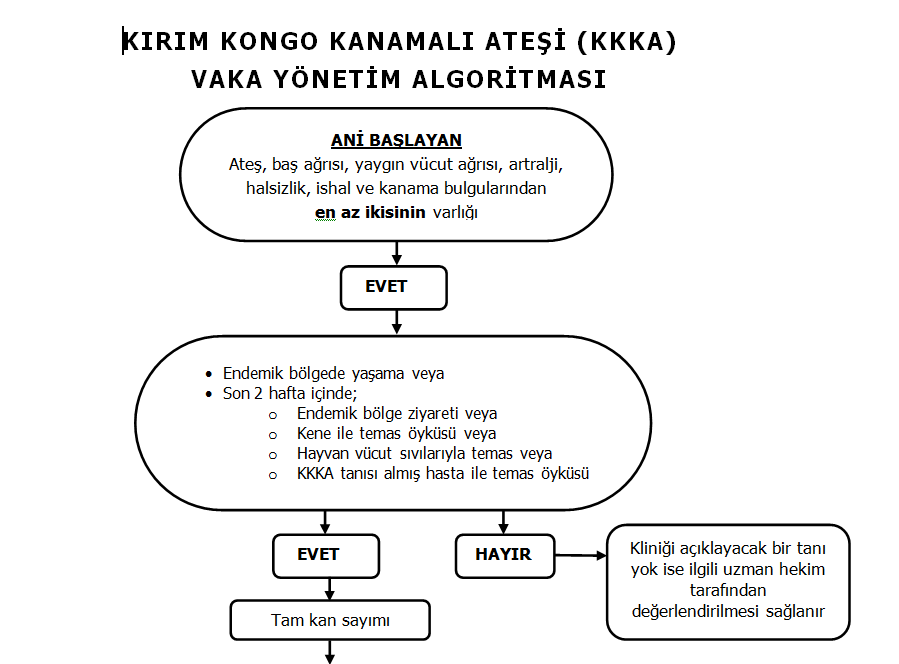 KIRIM KONGO KANAMALI ATEŞİ (KKKA)
VAKA YÖNETİM ALGORİTMASI
ANİ BAŞLAYAN
Ateş, baş ağrısı, yaygın vücut ağrısı, artralji,
halsizlik, ishal ve kanama bulgularından
en az ikisinin varlığı
EVET
• Endemik bölgede yaşama veya
• Son 2 hafta içinde;
o Endemik bölge ziyareti veya
o Kene ile temas öyküsü veya
o Hayvan vücut sıvılarıyla temas veya
o KKKA tanısı almış hasta ile temas öyküsü
EVET
HAYIR
Kliniği açıklayacak bir tanı
yok ise ilgili uzman hekim
tarafından
değerlendirilmesi sağlanır
Tam kan sayımı